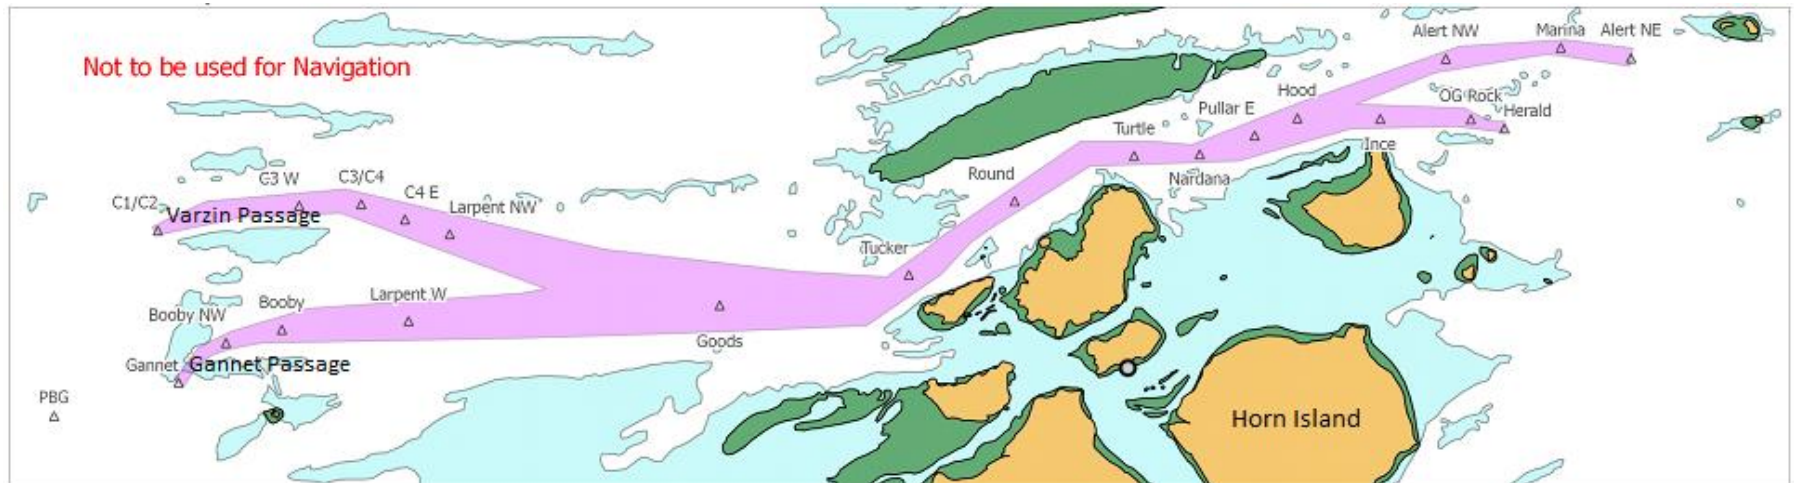 Alert NW
Marina
Alert NE
Not to be used for Navigation
Hood
OG Rock
Pullar E
Herald
Turtle
Ince
Round
Nardana
C3 W
C3/C4
C4 E
C1/C2
Varzin Passage
Larpent NW
Tucker
Larpent W
Booby
Booby NW
Goods
Gannet
Gannet Passage
PBG
Horn Island